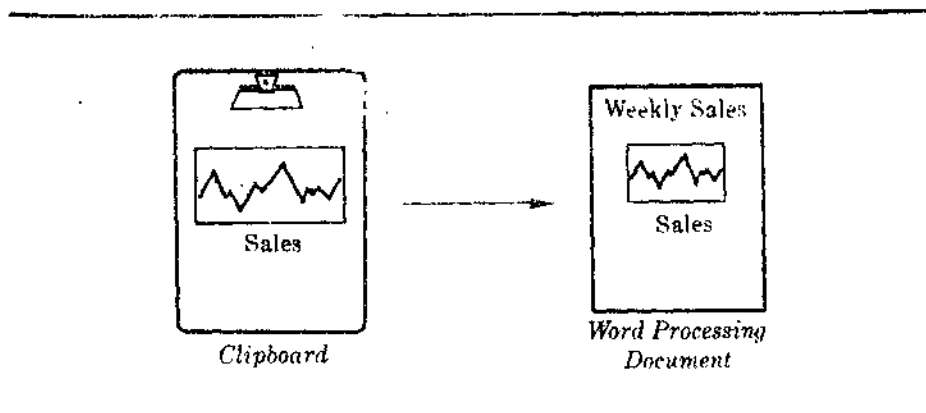 Sales
Clipboard
Weekly Sales
Sales
Word Processing
Document